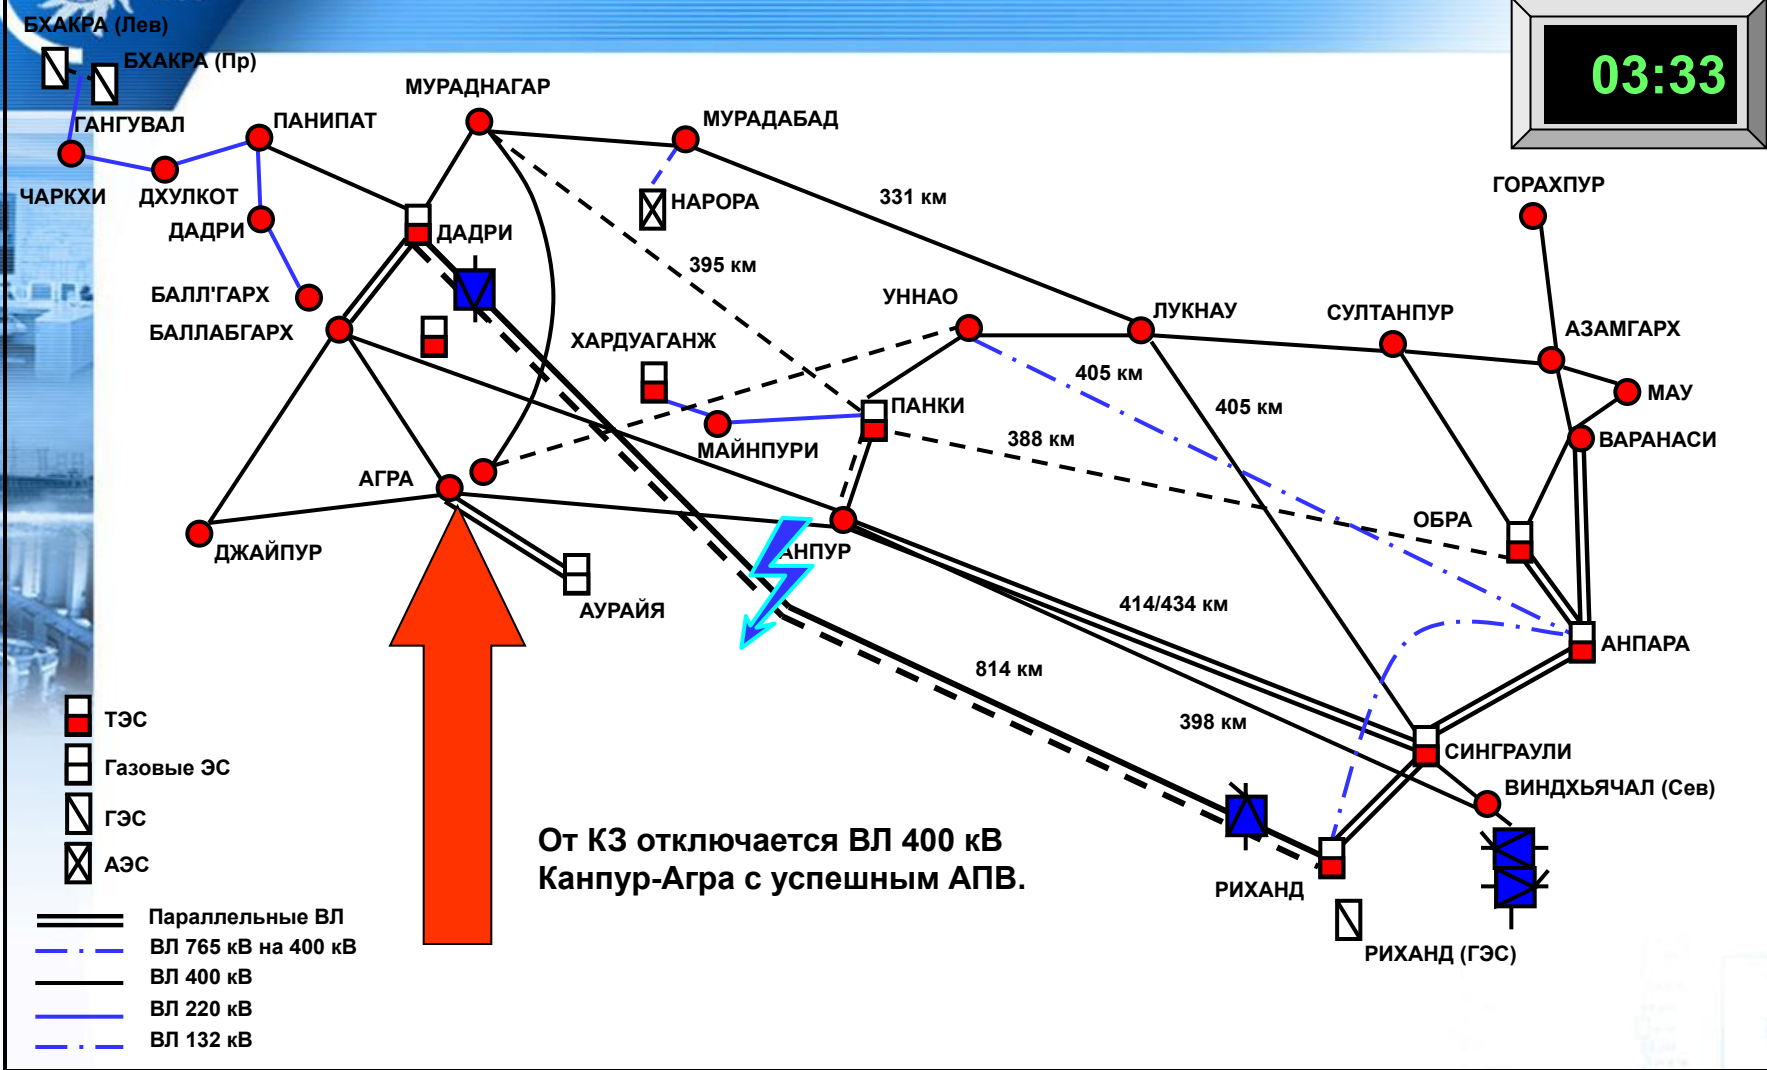 БХАКРА (Лев)
БХАКРА (Пр)
03:33
МУРАДНАГАР
ГАНГУВАЛ
ПАНИПАТ
МУРАДАБАД
ЧАРКХИ
ДХУЛКОТ
НАРОРА
331 км
ГОРАХПУР
ДАДРИ
ДАДРИ
395 км
БАЛЛ'ГАРХ
УННАО
ЛУКНАУ
СУЛТАНПУР
БАЛЛАБГАРХ
ХАРДУАГАНЖ
АЗАМГАРХ
405 км
МАУ
ПАНКИ
405 км
МАЙНПУРИ
388 км
ВАРАНАСИ
АГРА
ОБРА
ДЖАЙПУР
АНПУР
АУРАЙЯ
414/434 км
АНПАРА
814 км
398 км
СИНГРАУЛИ
ВИНДХЬЯЧАЛ (Сев)
РИХАНД
РИХАНД (ГЭС)
От КЗ отключается ВЛ 400 кВ
Канпур-Агра с успешным АПВ.
ТЭС
Газовые ЭС
ГЭС
АЭС
Параллельные ВЛ
ВЛ 765 кВ на 400 кВ
ВЛ 400 кВ
ВЛ 220 кВ
ВЛ 132 кВ